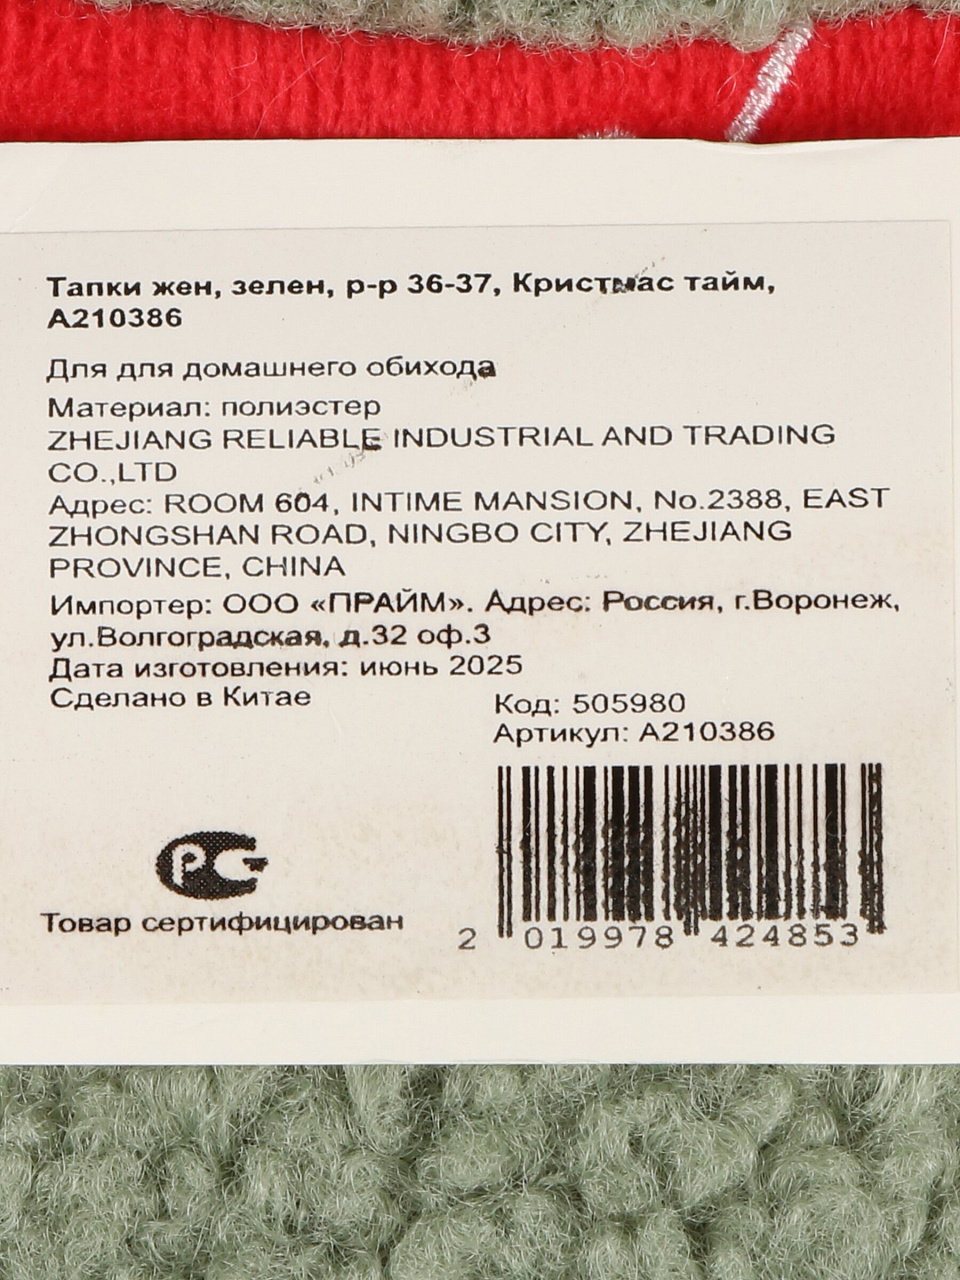 Тапки жен, зелен, р-р 36-37, Кристмас тайм,
А210386
Для для домашнего обихода
Материал: полиэстер
ZHEJIANG RELIABLE INDUSTRIAL AND TRADING
CO.,LTD
Адрес: ROOM 604, INTIME MANSION, No.2388, EAST
ZHONGSHAN ROAD, NINGBO CITY, ZHEJIANG
PROVINCE, CHINA
Импортер: ООО «ПРАЙМ». Адрес: Россия, г.Воронеж,
ул.Волгоградская, д.32 оф.3
Дата изготовления: июнь 2025
Сделано в Китае
Код: 505980
Артикул: А210386
РС
Товар сертифицирован
2 019978 424853